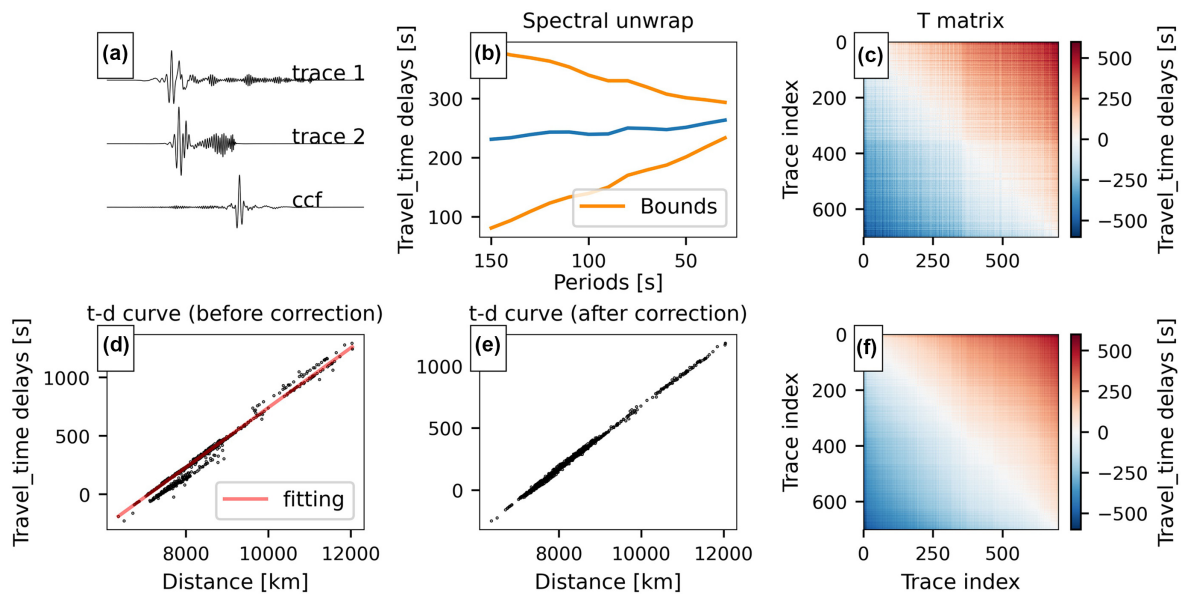 (a)
trace 1
trace 2
ccf
Spectral unwrap
(b)
Travel_time delays [s]
300
200
100
Bounds
150
100
50
Periods [s]
T matrix
(c)
Trace index
0
200
400
600
0
250
500
Travel_time delays [s]
500
250
0
−250
−500
t-d curve (before correction)
(d)
Travel_time delays [s]
1000
500
0
fitting
8000
10000
12000
Distance [km]
t-d curve (after correction)
(e)
1000
500
0
8000
10000
12000
Distance [km]
(f)
Trace index
0
200
400
600
0
250
500
Trace index
Travel_time delays [s]
500
250
0
−250
−500